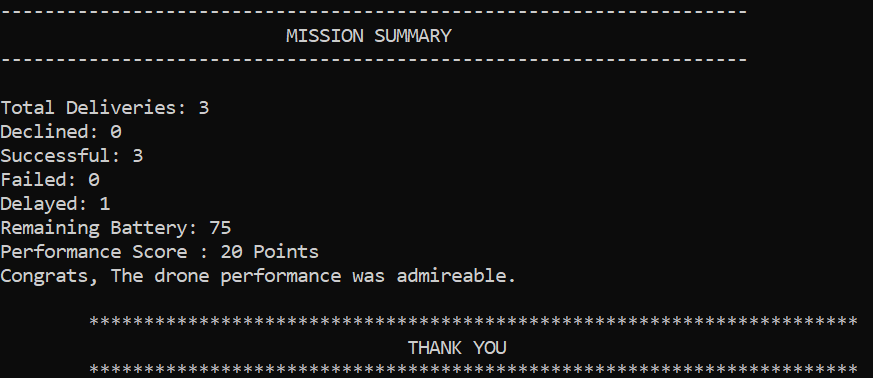 --------------------------------------------------------------------
MISSION SUMMARY
--------------------------------------------------------------------
Total Deliveries: 3
Declined: 0
Successful: 3
Failed: 0
Delayed: 1
Remaining Battery: 75
Performance Score : 20 Points
Congrats, The drone performance was admireable.
**********************************************************************
THANK YOU
**********************************************************************